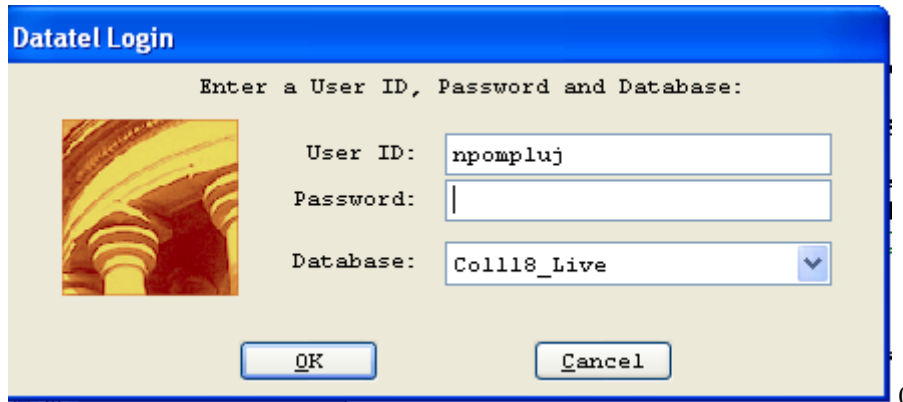 Datatel Login
Enter a User ID, Password and Database:
User ID: npompluj
Password:
Database: Coll18_Live
OK Cancel